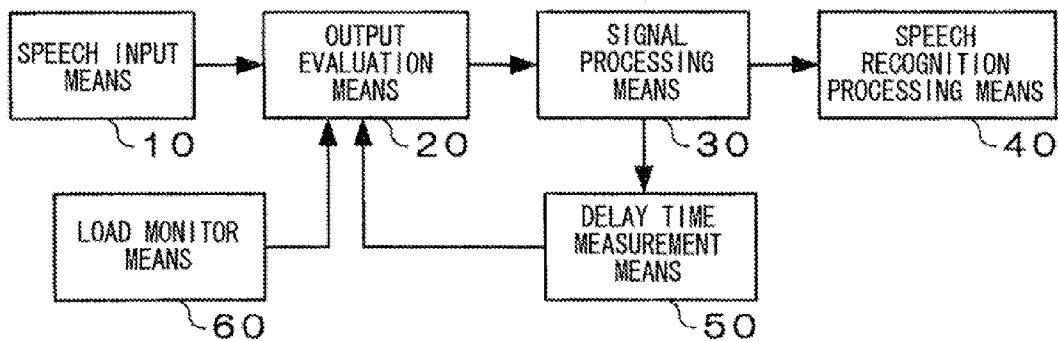 SPEECH INPUT
MEANS
10
OUTPUT
EVALUATION
MEANS
20
SIGNAL
PROCESSING
MEANS
30
SPEECH
RECOGNITION
PROCESSING MEANS
40
LOAD MONITOR
MEANS
60
DELAY TIME
MEASUREMENT
MEANS
50